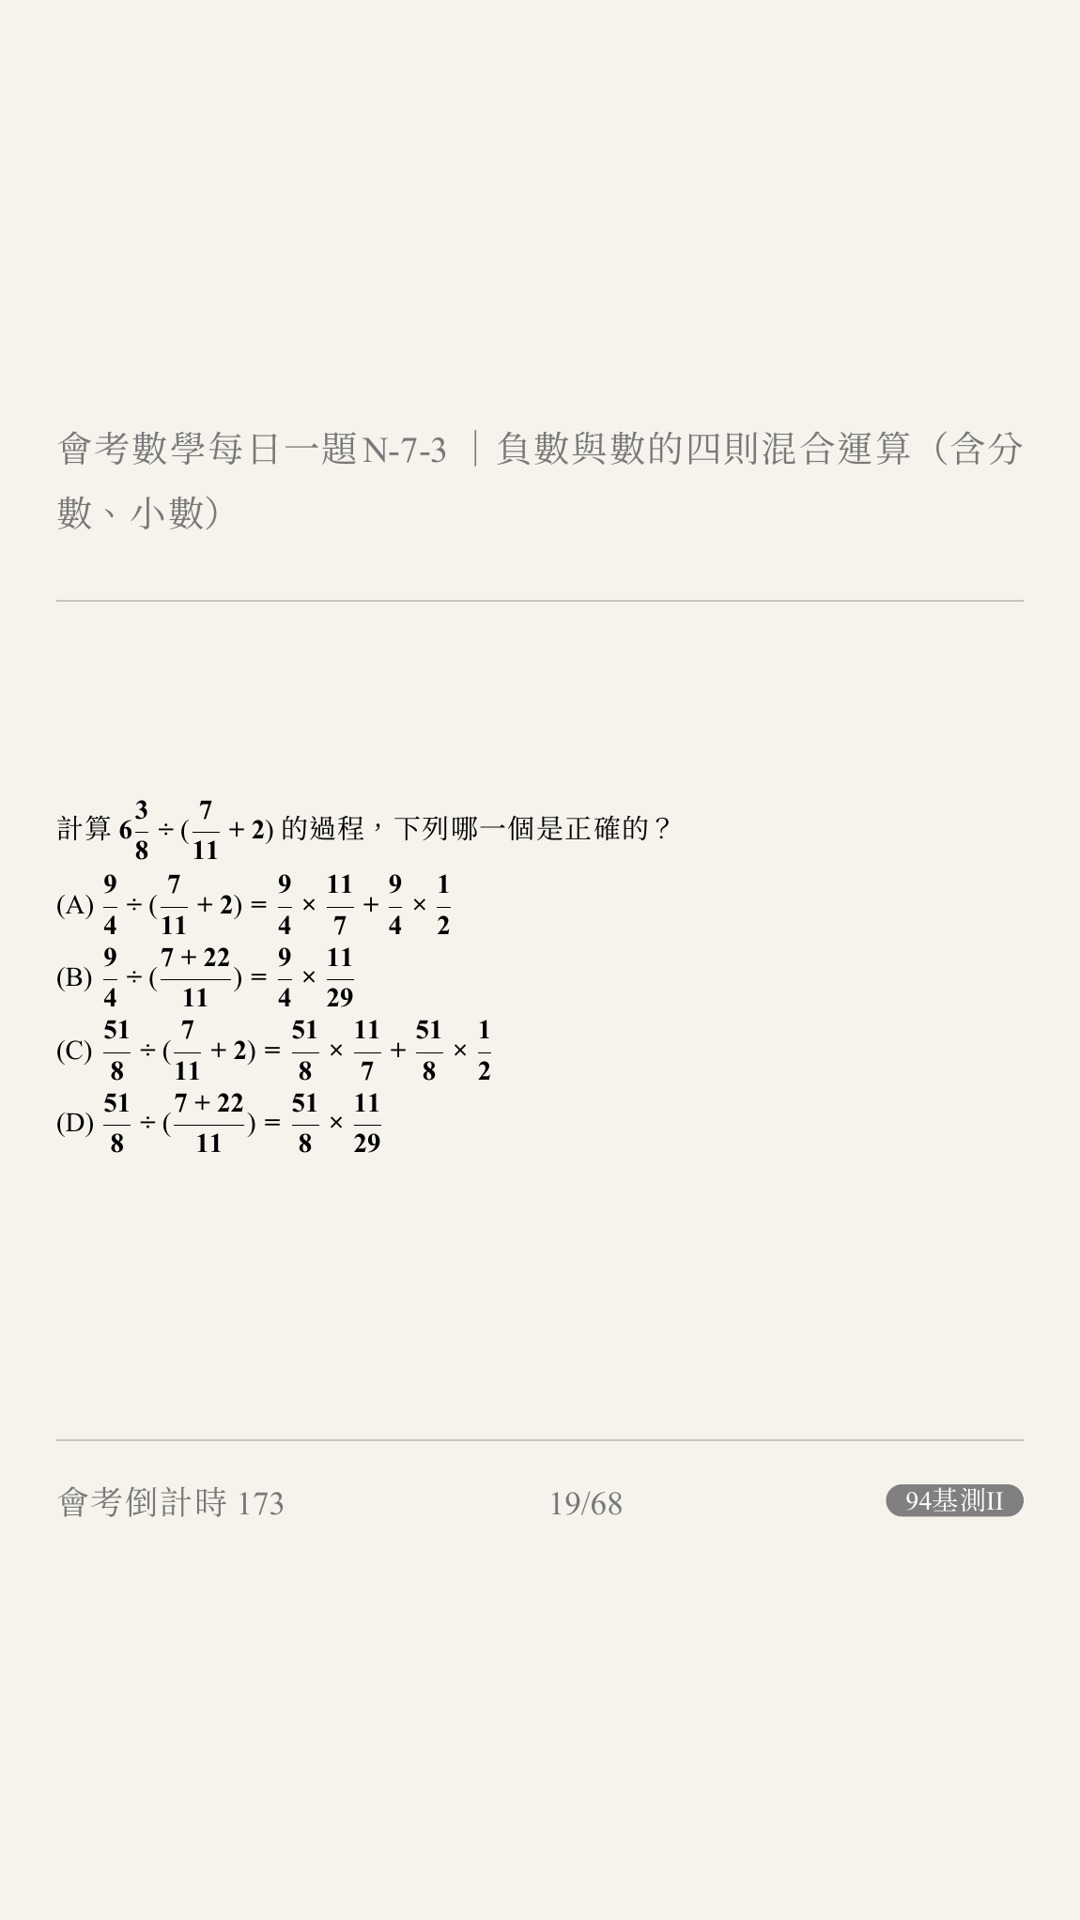 會考數學每日一題N-7-3 ｜負數與數的四則混合運算（含分
數、小數）
計算 6 3/8 ÷ ( 7/11 + 2) 的過程，下列哪一個是正確的？
(A) 9/4 ÷ ( 7/11 + 2) = 9/4 × 11/7 + 9/4 × 1/2
(B) 9/4 ÷ ( (7 + 22)/11 ) = 9/4 × 11/29
(C) 51/8 ÷ ( 7/11 + 2) = 51/8 × 11/7 + 51/8 × 1/2
(D) 51/8 ÷ ( (7 + 22)/11 ) = 51/8 × 11/29
會考倒計時 173
19/68
94基測II